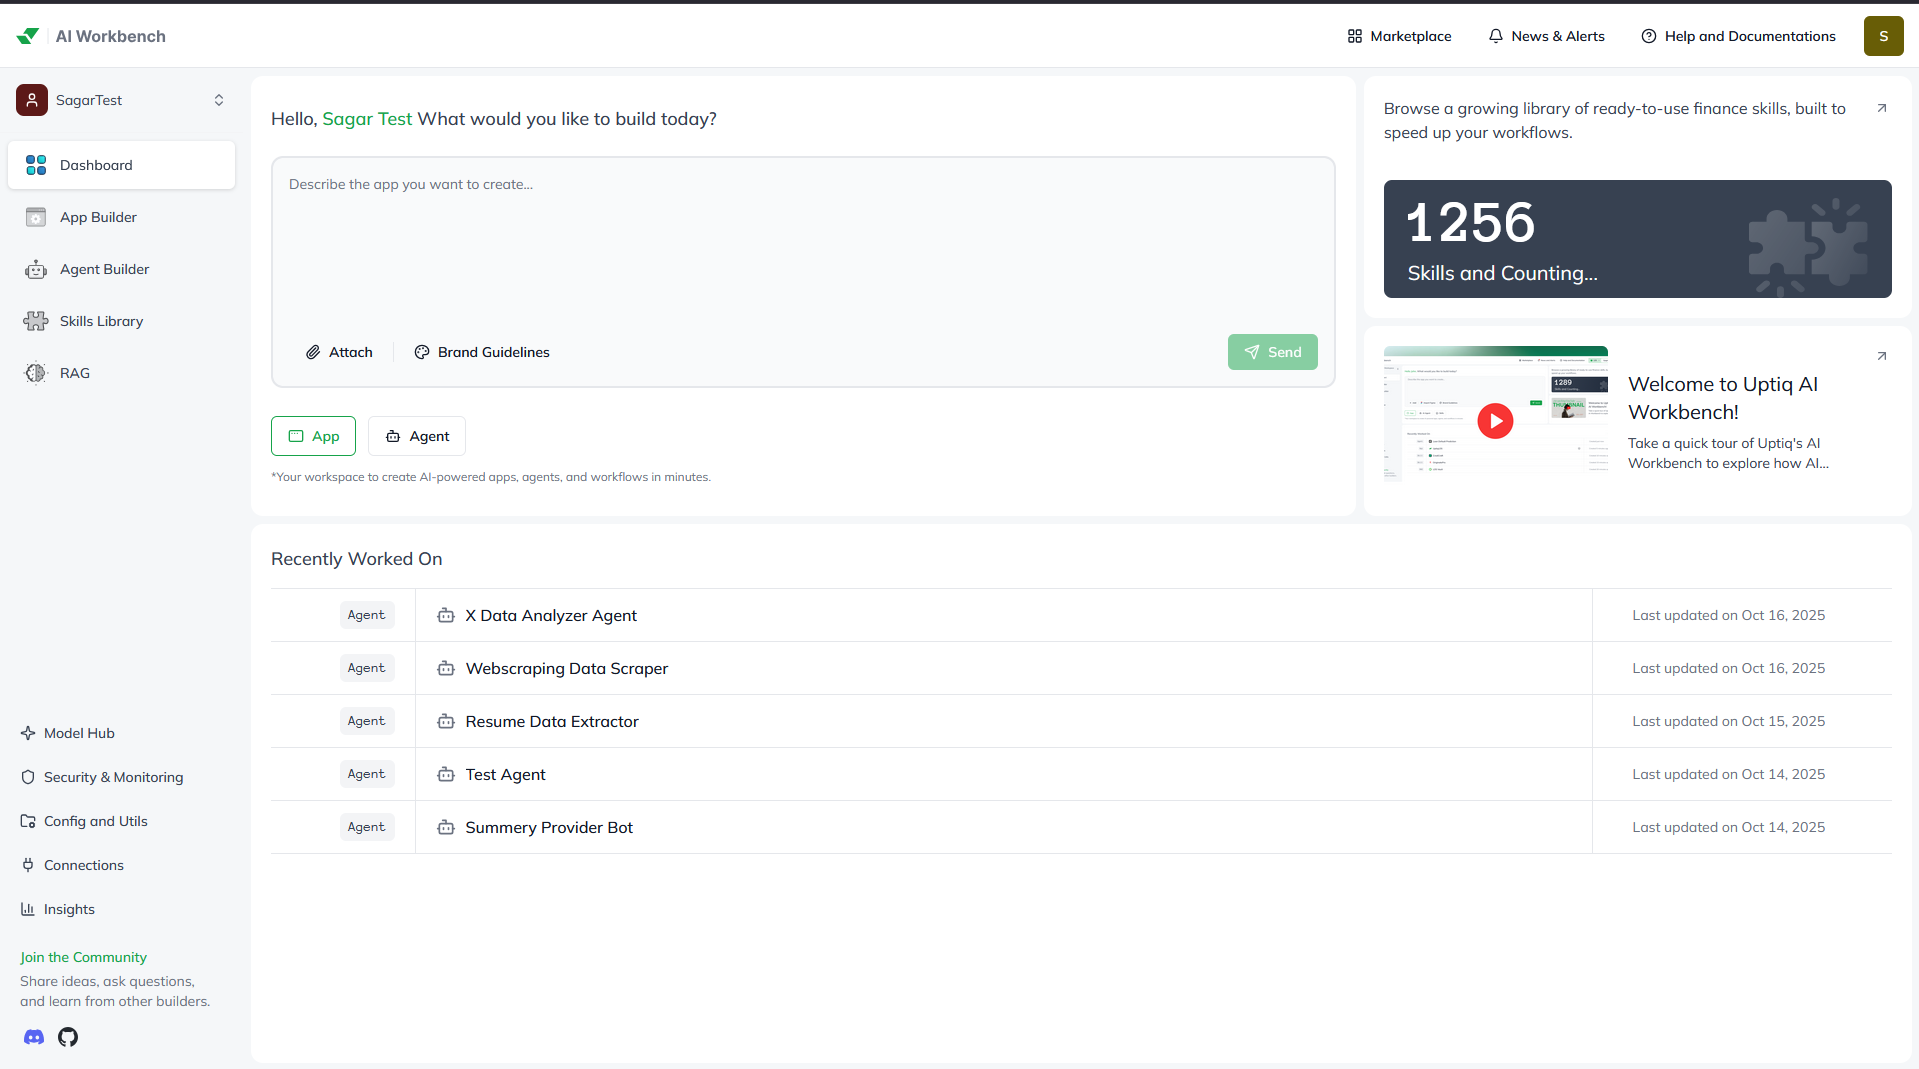 AI Workbench
Marketplace
News & Alerts
Help and Documentations
S
SagarTest
Dashboard
App Builder
Agent Builder
Skills Library
RAG
Model Hub
Security & Monitoring
Config and Utils
Connections
Insights
Join the Community
Share ideas, ask questions,
and learn from other builders.
Hello, Sagar Test What would you like to build today?
Describe the app you want to create...
Attach
Brand Guidelines
Send
App
Agent
*Your workspace to create AI-powered apps, agents, and workflows in minutes.
Browse a growing library of ready-to-use finance skills, built to
speed up your workflows.
1256
Skills and Counting...
1289
Welcome to Uptiq AI
Workbench!
Take a quick tour of Uptiq's AI
Workbench to explore how AI...
Recently Worked On
Agent X Data Analyzer Agent Last updated on Oct 16, 2025
Agent Webscraping Data Scraper Last updated on Oct 16, 2025
Agent Resume Data Extractor Last updated on Oct 15, 2025
Agent Test Agent Last updated on Oct 14, 2025
Agent Summery Provider Bot Last updated on Oct 14, 2025